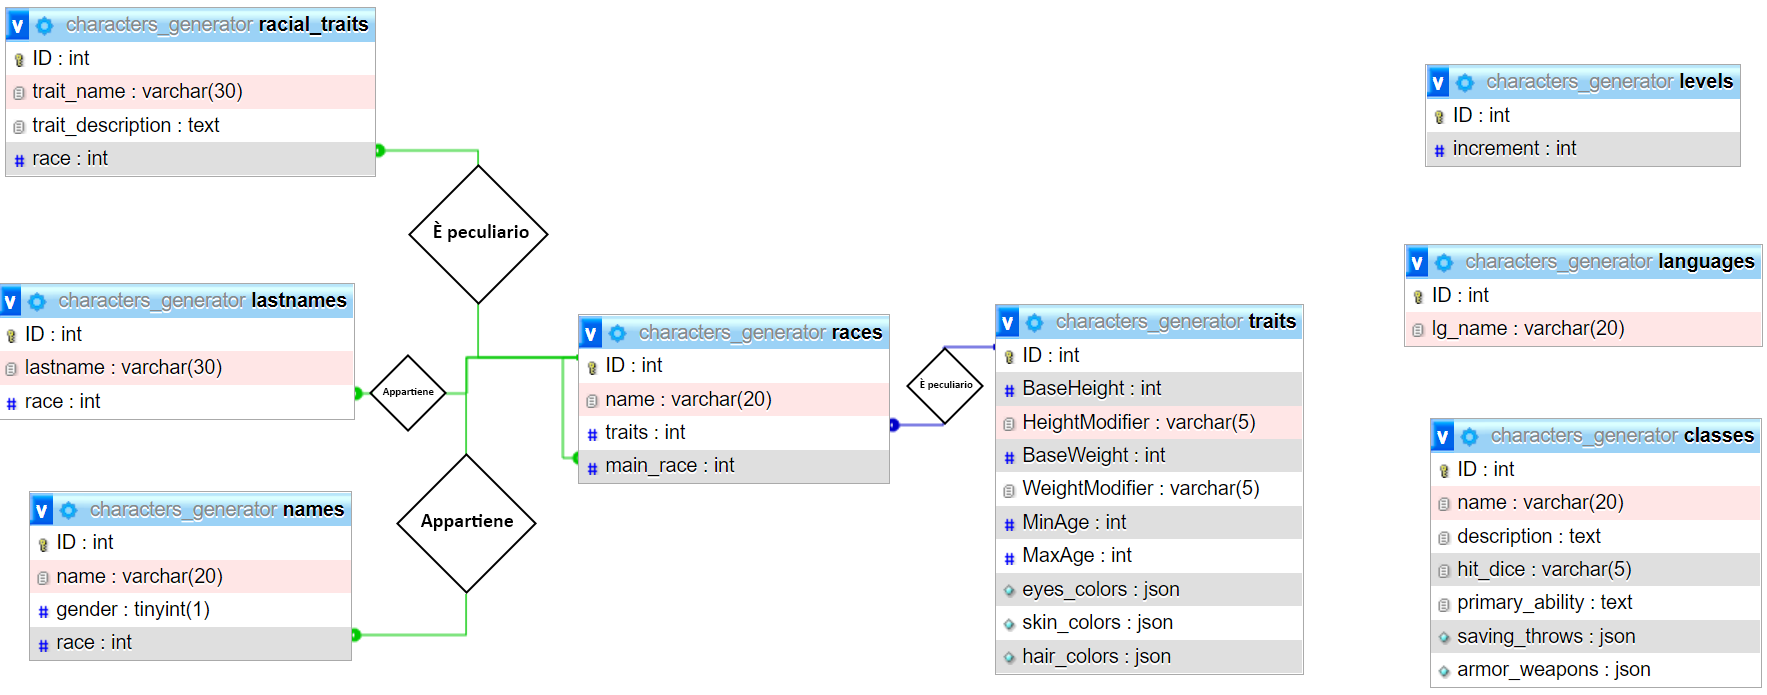 v characters_generator racial_traits
ID : int
trait_name : varchar(30)
trait_description : text
# race : int
È peculiario
v characters_generator lastnames
ID : int
lastname : varchar(30)
# race : int
Appartiene
v characters_generator names
ID : int
name : varchar(20)
# gender : tinyint(1)
# race : int
Appartiene
v characters_generator races
ID : int
name : varchar(20)
# traits : int
# main_race : int
È peculiario
v characters_generator traits
ID : int
# BaseHeight : int
HeightModifier : varchar(5)
# BaseWeight : int
WeightModifier : varchar(5)
# MinAge : int
# MaxAge : int
eyes_colors : json
skin_colors : json
hair_colors : json
v characters_generator levels
ID : int
# increment : int
v characters_generator languages
ID : int
lg_name : varchar(20)
v characters_generator classes
ID : int
name : varchar(20)
description : text
hit_dice : varchar(5)
primary_ability : text
saving_throws : json
armor_weapons : json